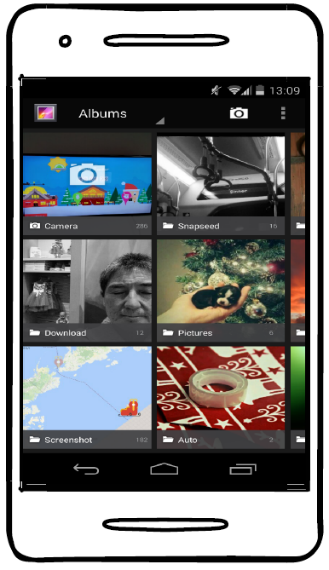 13:09
Albums
Camera 286
Snapseed 16
Download 12
Pictures 6
Screenshot 182
Auto 2